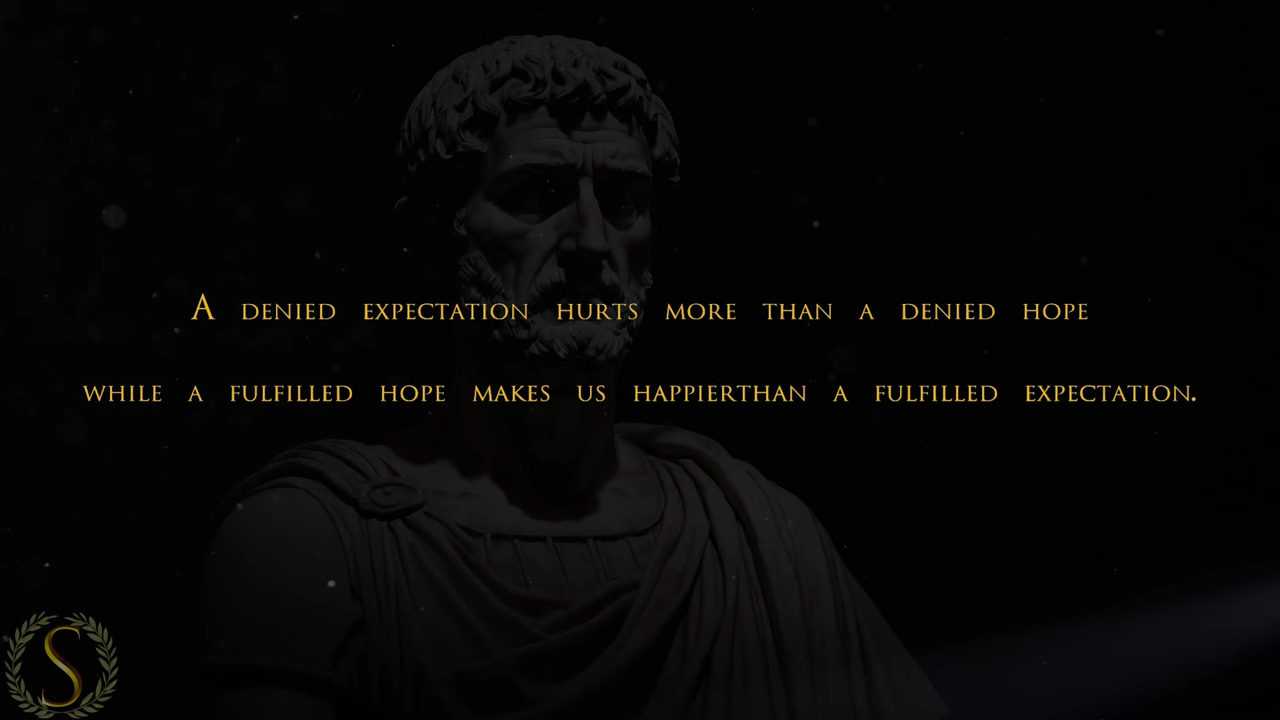 A denied expectation hurts more than a denied hope
while a fulfilled hope makes us happierthan a fulfilled expectation.
S